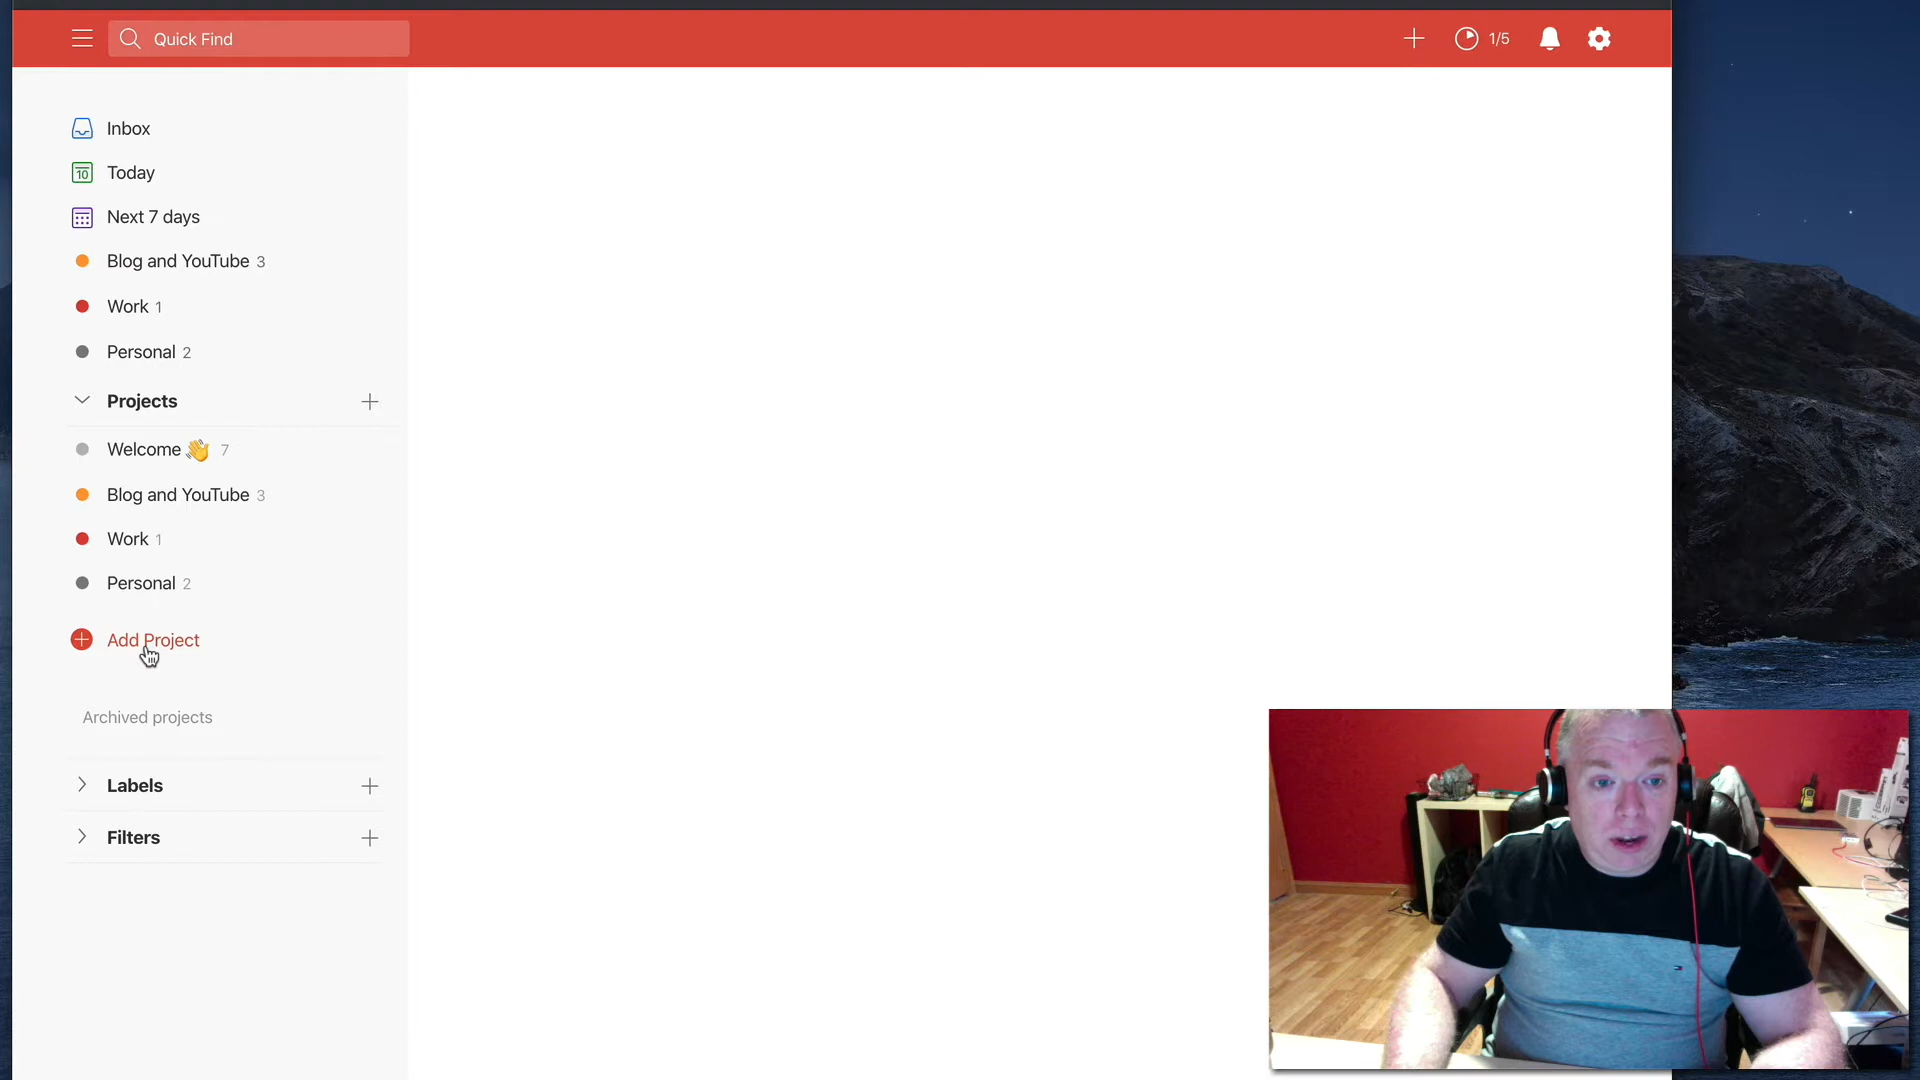 Quick Find
1/5
Inbox
10 Today
Next 7 days
Blog and YouTube 3
Work 1
Personal 2
Projects
Welcome 👋 7
Blog and YouTube 3
Work 1
Personal 2
Add Project
Archived projects
Labels
Filters